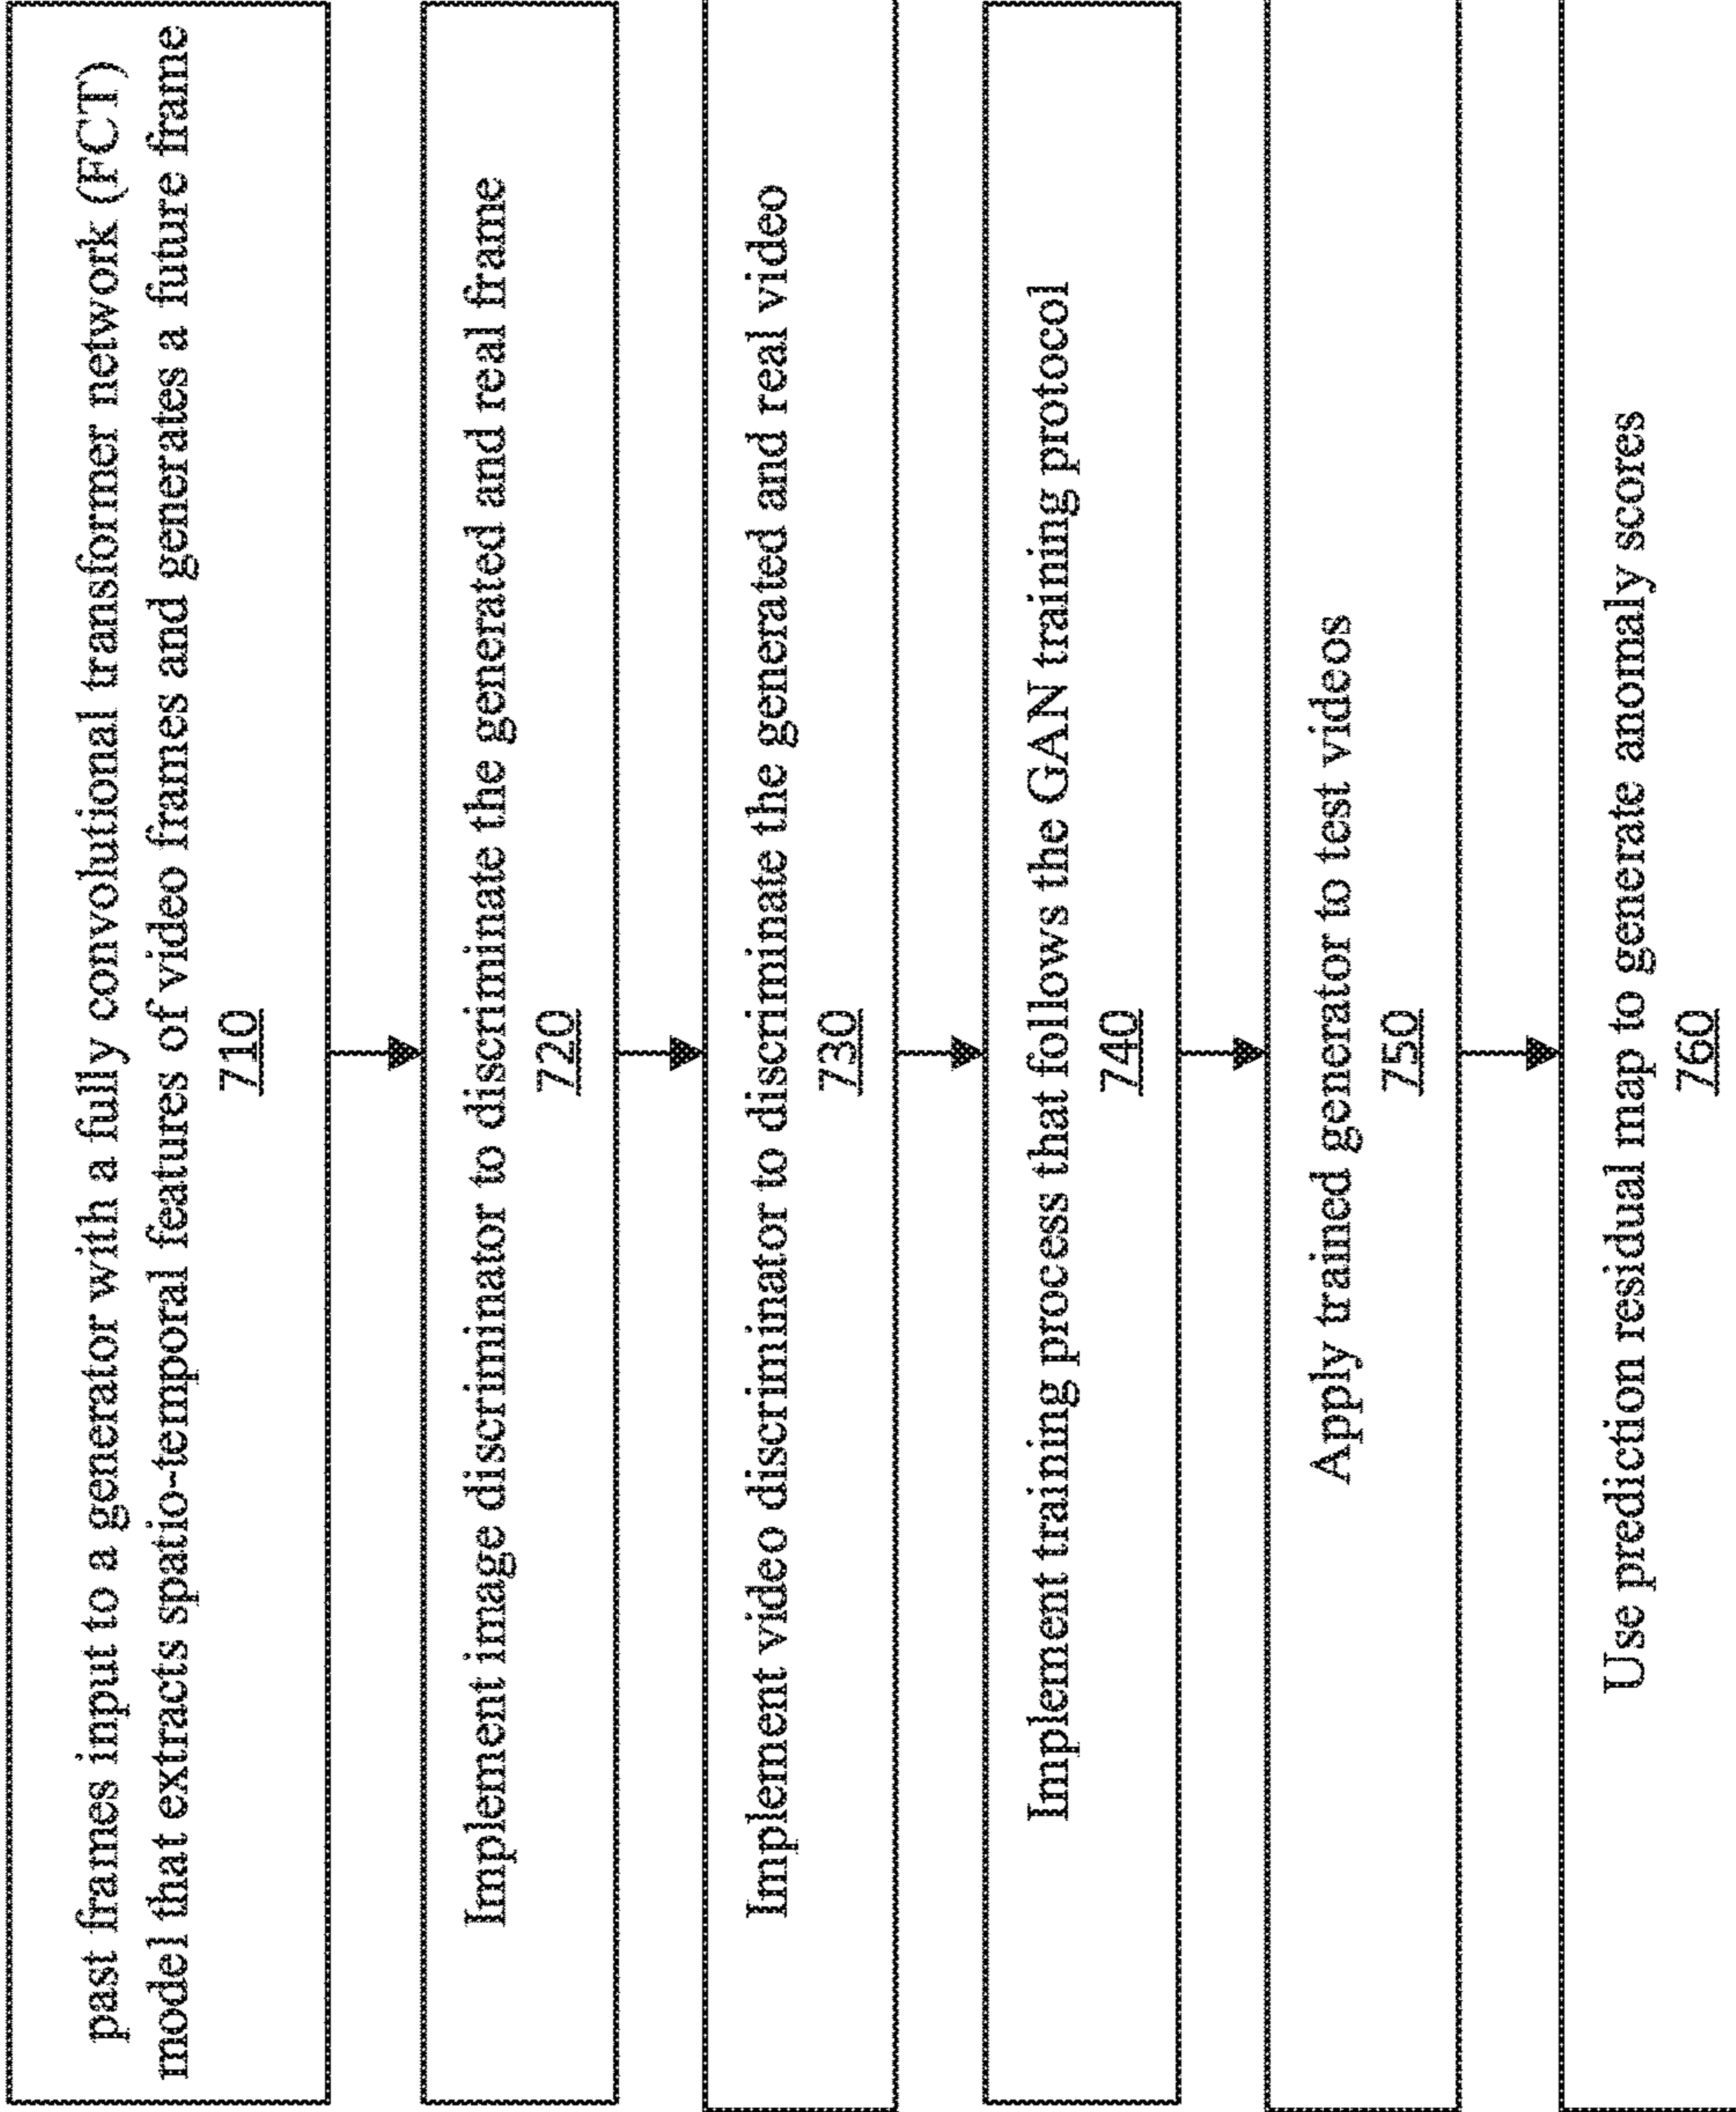 past frames input to a generator with a fully convolutional transformer network (FCT)
model that extracts spatio-temporal features of video frames and generates a future frame
710
Implement image discriminator to discriminate the generated and real frame
720
Implement video discriminator to discriminate the generated and real video
730
Implement training process that follows the GAN training protocol
740
Apply trained generator to test videos
750
Use prediction residual map to generate anomaly scores
760